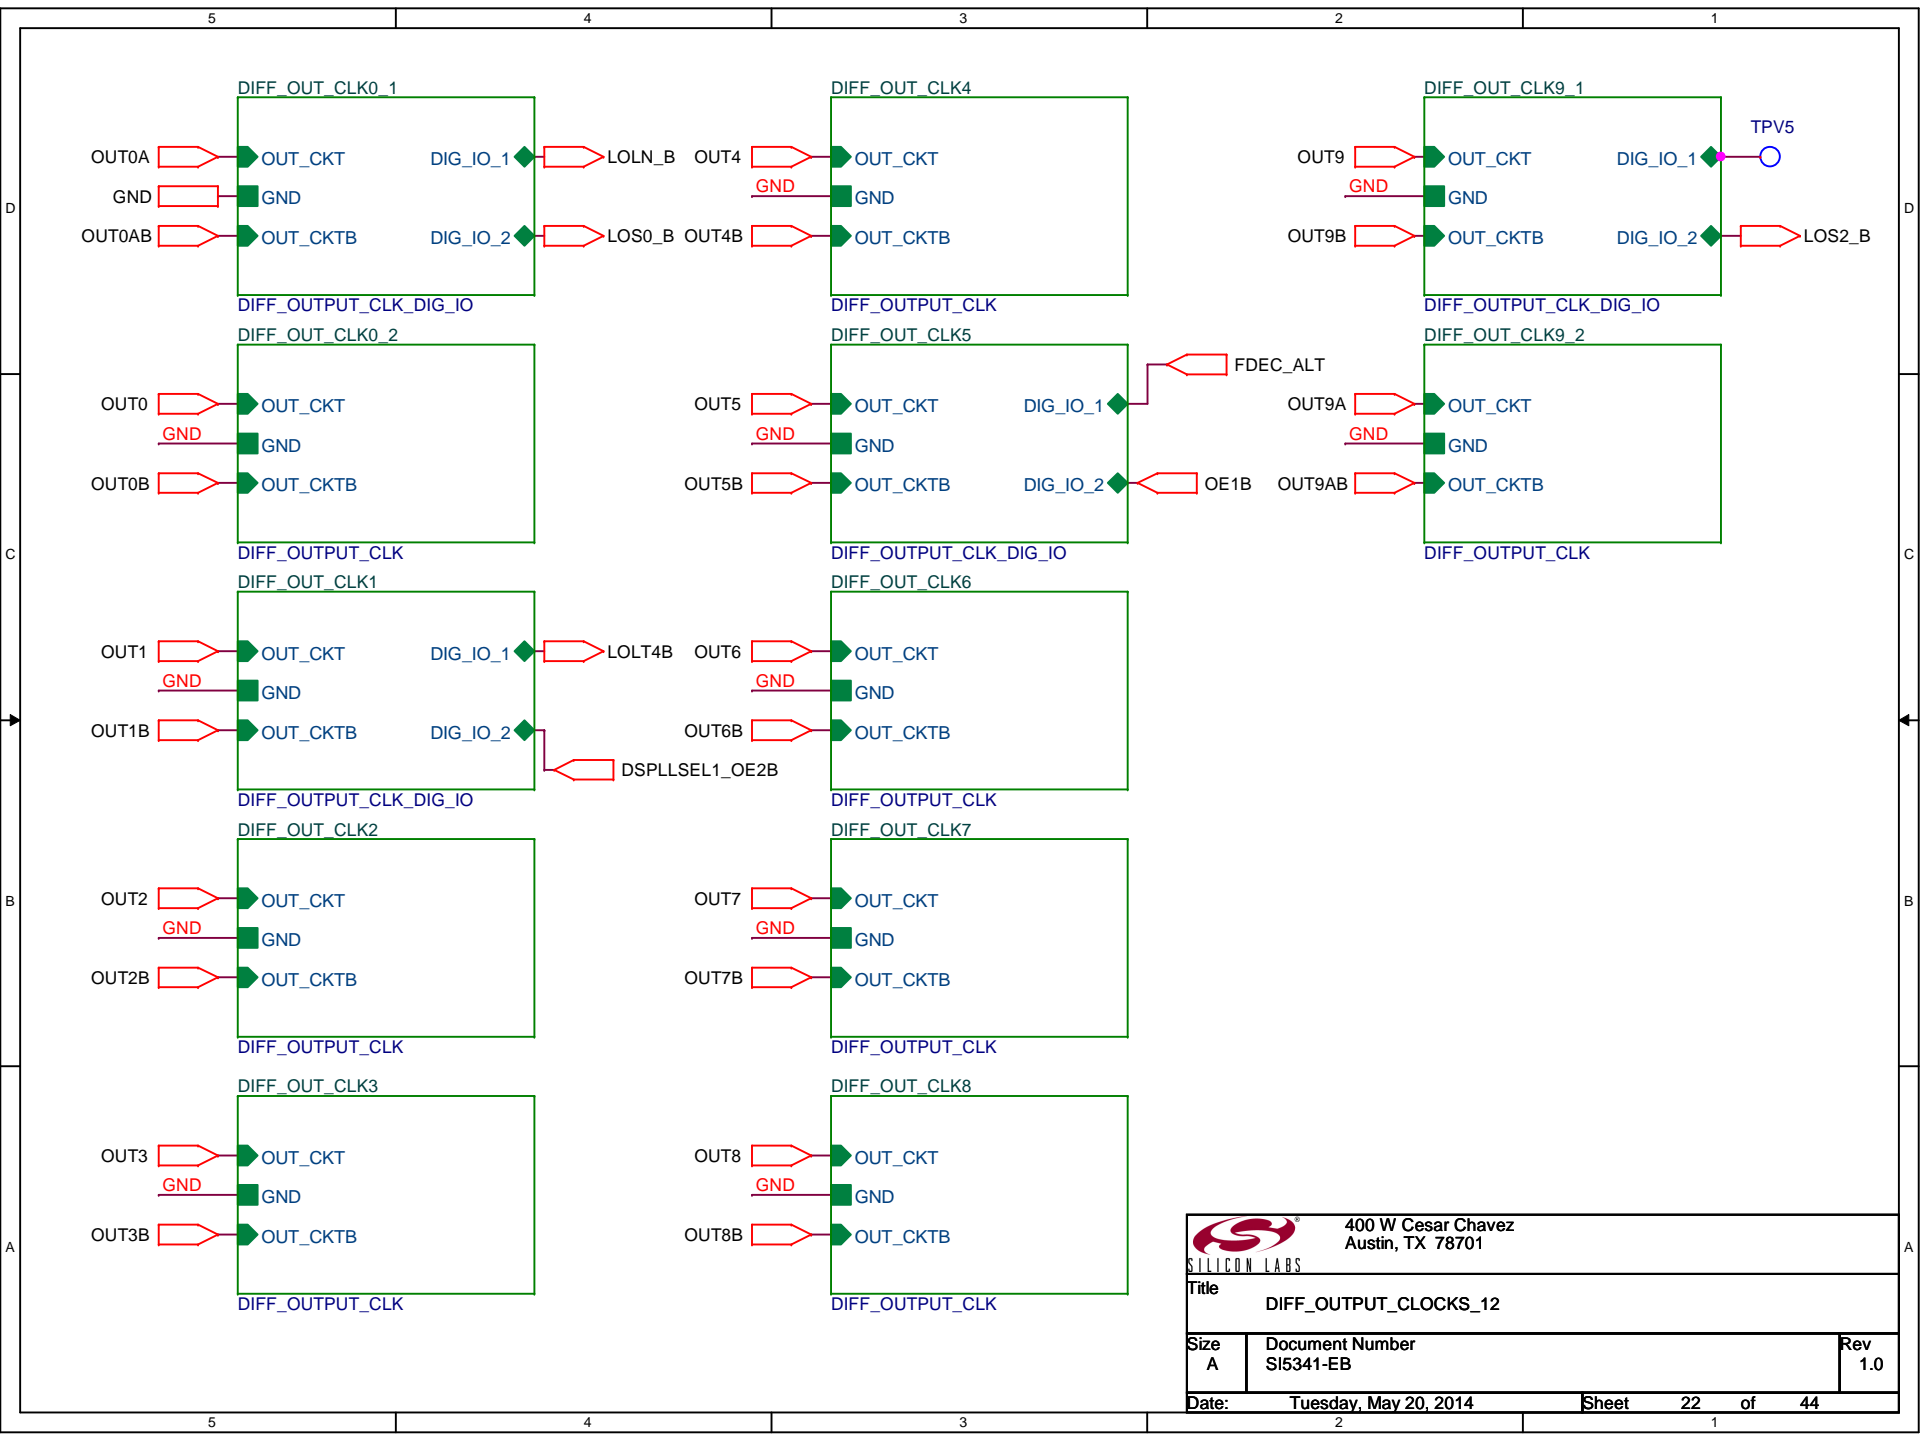 5 4 3 2 1
DIFF_OUT_CLK0_1
OUT0A OUT_CKT DIG_IO_1 LOLN_B
GND GND
OUT0AB OUT_CKTB DIG_IO_2 LOS0_B
DIFF_OUTPUT_CLK_DIG_IO
DIFF_OUT_CLK4
OUT4 OUT_CKT
GND GND
OUT4B OUT_CKTB
DIFF_OUTPUT_CLK
DIFF_OUT_CLK9_1
TPV5
OUT9 OUT_CKT DIG_IO_1
GND GND
OUT9B OUT_CKTB DIG_IO_2 LOS2_B
DIFF_OUTPUT_CLK_DIG_IO
D D
DIFF_OUT_CLK0_2
OUT0 OUT_CKT
GND GND
OUT0B OUT_CKTB
DIFF_OUTPUT_CLK
DIFF_OUT_CLK5
FDEC_ALT
OUT5 OUT_CKT DIG_IO_1
GND GND
OUT5B OUT_CKTB DIG_IO_2 OE1B
DIFF_OUTPUT_CLK_DIG_IO
DIFF_OUT_CLK9_2
OUT9A OUT_CKT
GND GND
OUT9AB OUT_CKTB
DIFF_OUTPUT_CLK
C C
DIFF_OUT_CLK1
OUT1 OUT_CKT DIG_IO_1 LOLT4B
GND GND
OUT1B OUT_CKTB DIG_IO_2
DSPLLSEL1_OE2B
DIFF_OUTPUT_CLK_DIG_IO
DIFF_OUT_CLK6
OUT6 OUT_CKT
GND GND
OUT6B OUT_CKTB
DIFF_OUTPUT_CLK
DIFF_OUT_CLK2
OUT2 OUT_CKT
GND GND
OUT2B OUT_CKTB
DIFF_OUTPUT_CLK
DIFF_OUT_CLK7
OUT7 OUT_CKT
GND GND
OUT7B OUT_CKTB
DIFF_OUTPUT_CLK
B B
DIFF_OUT_CLK3
OUT3 OUT_CKT
GND GND
OUT3B OUT_CKTB
DIFF_OUTPUT_CLK
DIFF_OUT_CLK8
OUT8 OUT_CKT
GND GND
OUT8B OUT_CKTB
DIFF_OUTPUT_CLK
A A
SILICON LABS ®
400 W Cesar Chavez
Austin, TX 78701
Title
DIFF_OUTPUT_CLOCKS_12
Size Document Number Rev
A SI5341-EB 1.0
Date: Tuesday, May 20, 2014 Sheet 22 of 44
5 4 3 2 1